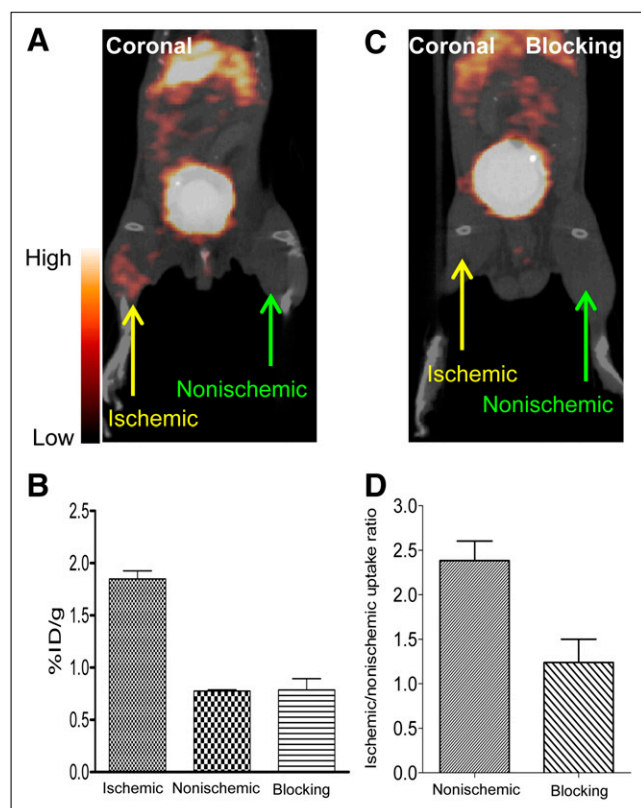 A
Coronal
High
Low
Nonischemic
Ischemic
C
Coronal Blocking
Ischemic
Nonischemic
B
%ID/g
2.5
2.0
1.5
1.0
0.5
0.0
Ischemic Nonischemic Blocking
D
Ischemic/nonischemic uptake ratio
3.0
2.5
2.0
1.5
1.0
0.5
0.0
Nonischemic Blocking